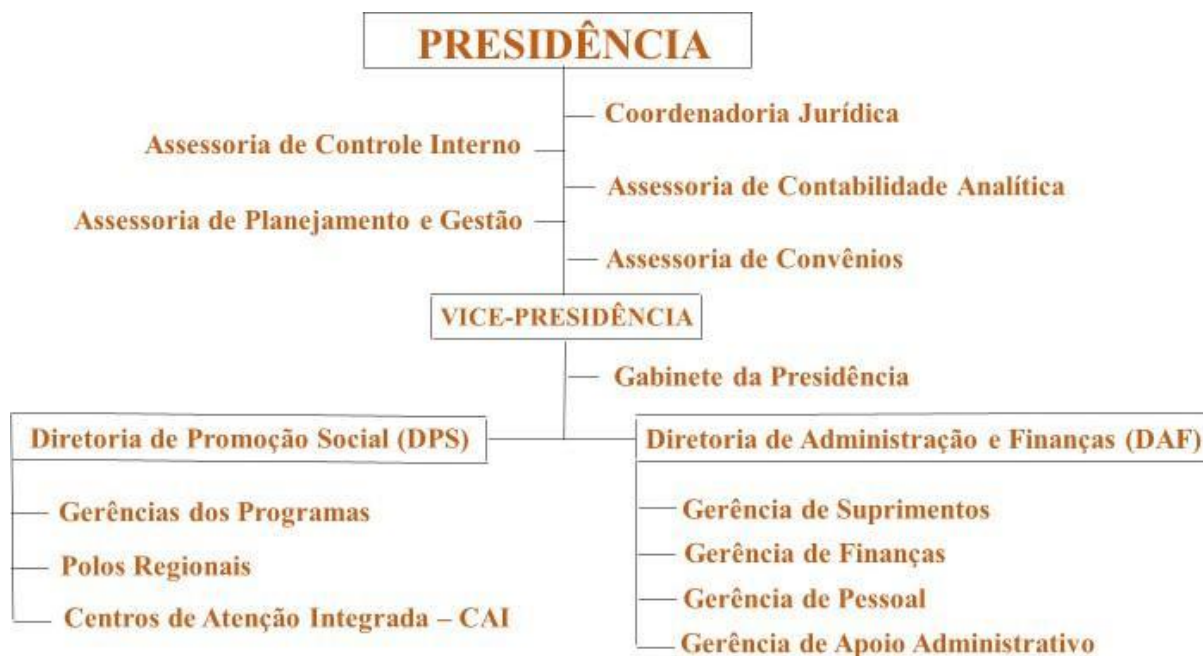 PRESIDÊNCIA
Coordenadoria Jurídica
Assessoria de Controle Interno
Assessoria de Contabilidade Analítica
Assessoria de Planejamento e Gestão
Assessoria de Convênios
VICE-PRESIDÊNCIA
Gabinete da Presidência
Diretoria de Promoção Social (DPS)
Diretoria de Administração e Finanças (DAF)
Gerências dos Programas
Polos Regionais
Centros de Atenção Integrada – CAI
Gerência de Suprimentos
Gerência de Finanças
Gerência de Pessoal
Gerência de Apoio Administrativo